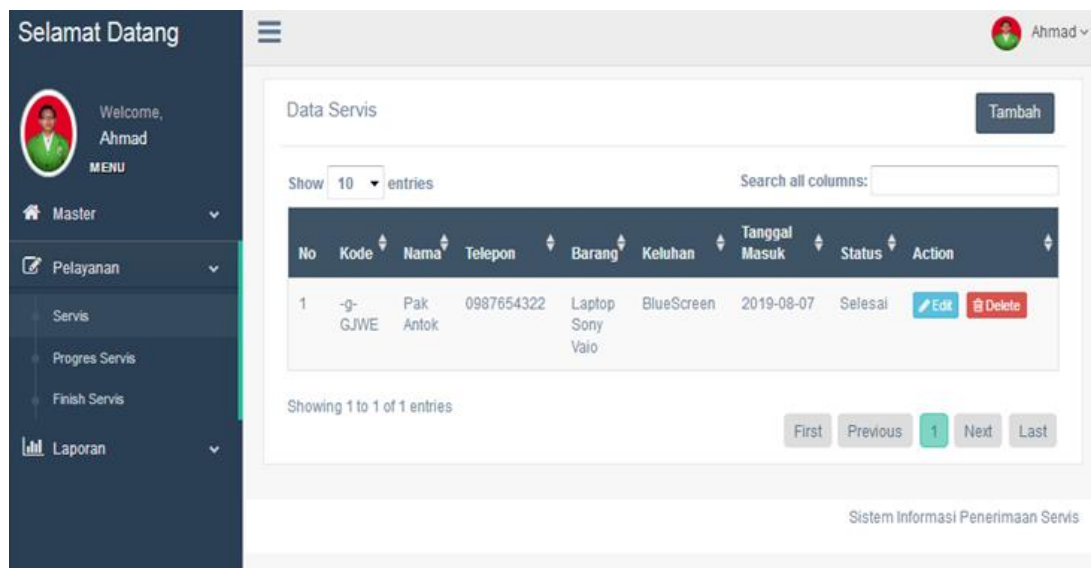 Selamat Datang
Ahmad
Welcome,
Ahmad
MENU
Master
Pelayanan
Servis
Progres Servis
Finish Servis
Laporan
Data Servis
Tambah
Show 10 entries
Search all columns:
No Kode Nama Telepon Barang Keluhan Tanggal Masuk Status Action
1 -g-GJWE Pak Antok 0987654322 Laptop Sony Vaio BlueScreen 2019-08-07 Selesai Edit Delete
Showing 1 to 1 of 1 entries
First Previous 1 Next Last
Sistem Informasi Penerimaan Servis